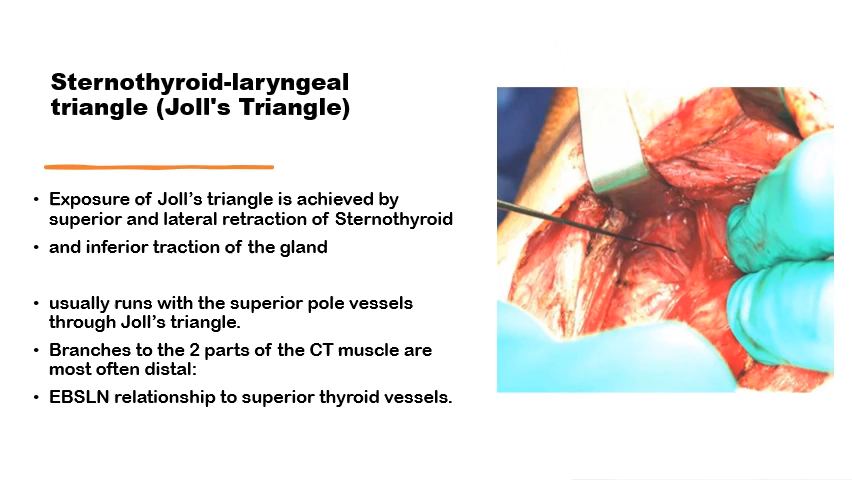 Sternothyroid-laryngeal
triangle (Joll's Triangle)
• Exposure of Joll’s triangle is achieved by
superior and lateral retraction of Sternothyroid
• and inferior traction of the gland
• usually runs with the superior pole vessels
through Joll’s triangle.
• Branches to the 2 parts of the CT muscle are
most often distal:
• EBSLN relationship to superior thyroid vessels.